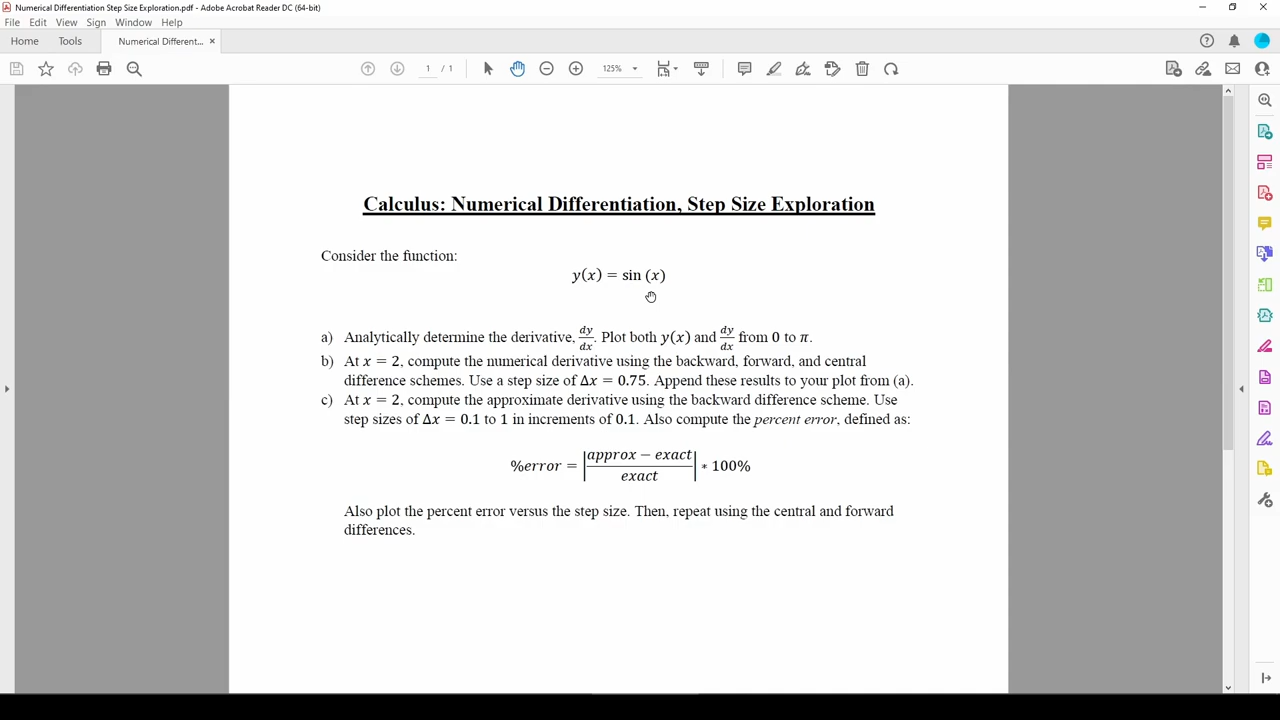 Numerical Differentiation Step Size Exploration.pdf - Adobe Acrobat Reader DC (64-bit)
File Edit View Sign Window Help
Home Tools Numerical Different... ×
1 / 1 125%
Calculus: Numerical Differentiation, Step Size Exploration
Consider the function:
y(x) = sin (x)
a) Analytically determine the derivative, dy/dx. Plot both y(x) and dy/dx from 0 to π.
b) At x = 2, compute the numerical derivative using the backward, forward, and central
difference schemes. Use a step size of Δx = 0.75. Append these results to your plot from (a).
c) At x = 2, compute the approximate derivative using the backward difference scheme. Use
step sizes of Δx = 0.1 to 1 in increments of 0.1. Also compute the percent error, defined as:
%error = |approx − exact / exact| * 100%
Also plot the percent error versus the step size. Then, repeat using the central and forward
differences.